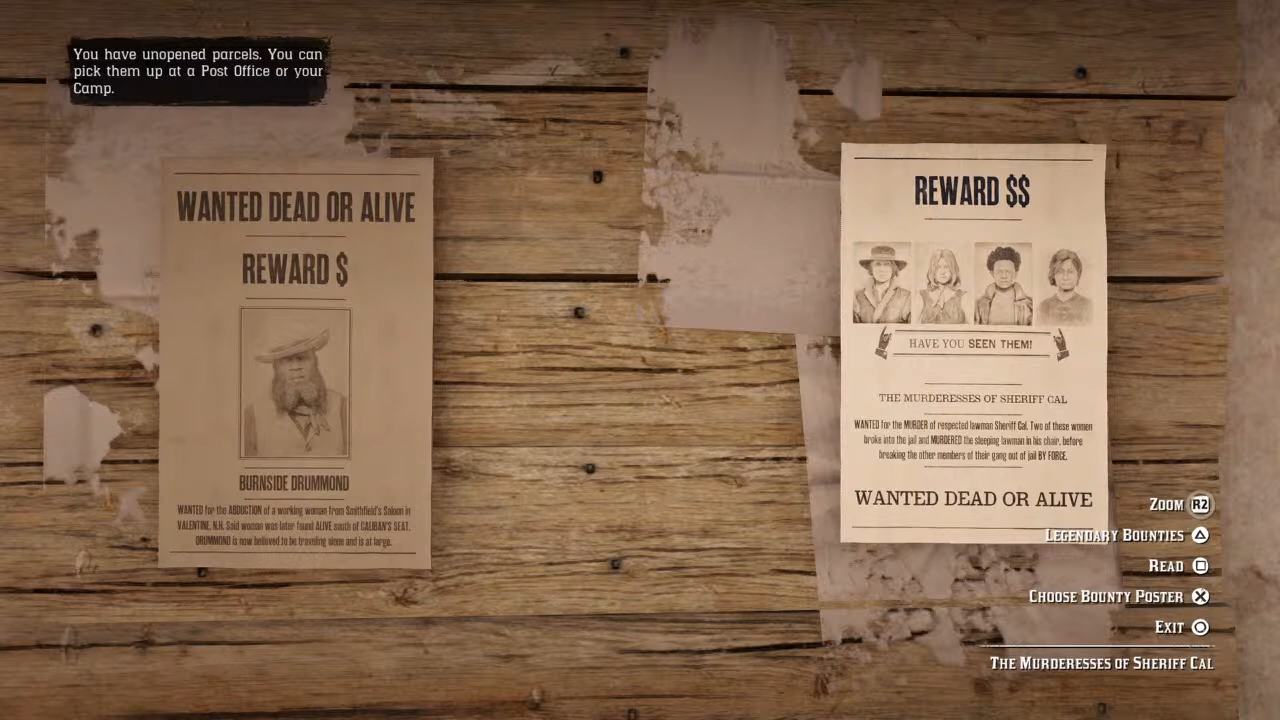 You have unopened parcels. You can
pick them up at a Post Office or your
Camp.
WANTED DEAD OR ALIVE
REWARD $
BURNSIDE DRUMMOND
WANTED for the ABDUCTION of a working woman from Smithfield's Saloon in
VALENTINE, N.H. Said woman was later found ALIVE south of CALIBAN'S SEAT.
DRUMMOND is now believed to be traveling alone and is at large.
REWARD $$
HAVE YOU SEEN THEM!
THE MURDERESSES OF SHERIFF CAL
WANTED for the MURDER of respected lawman Sheriff Cal. Two of these women
broke into the jail and MURDERED the sleeping lawman in his chair, before
breaking the other members of their gang out of jail BY FORCE.
WANTED DEAD OR ALIVE
ZOOM R2
LEGENDARY BOUNTIES
READ
CHOOSE BOUNTY POSTER
EXIT
THE MURDERESSES OF SHERIFF CAL